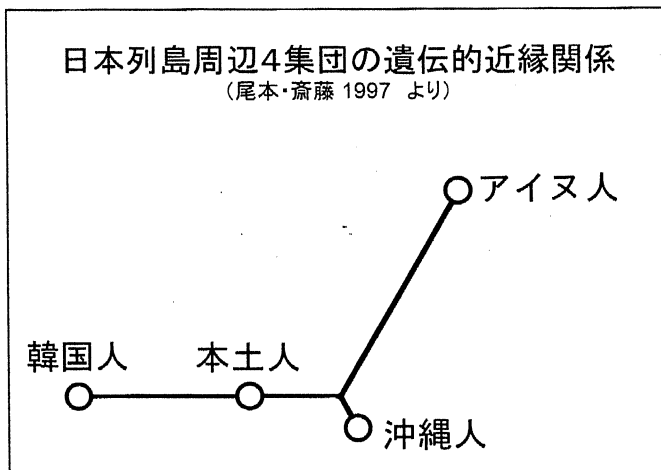 日本列島周辺４集団の遺伝的近縁関係
（尾本・斎藤 1997 より）
アイヌ人
韓国人
本土人
沖縄人